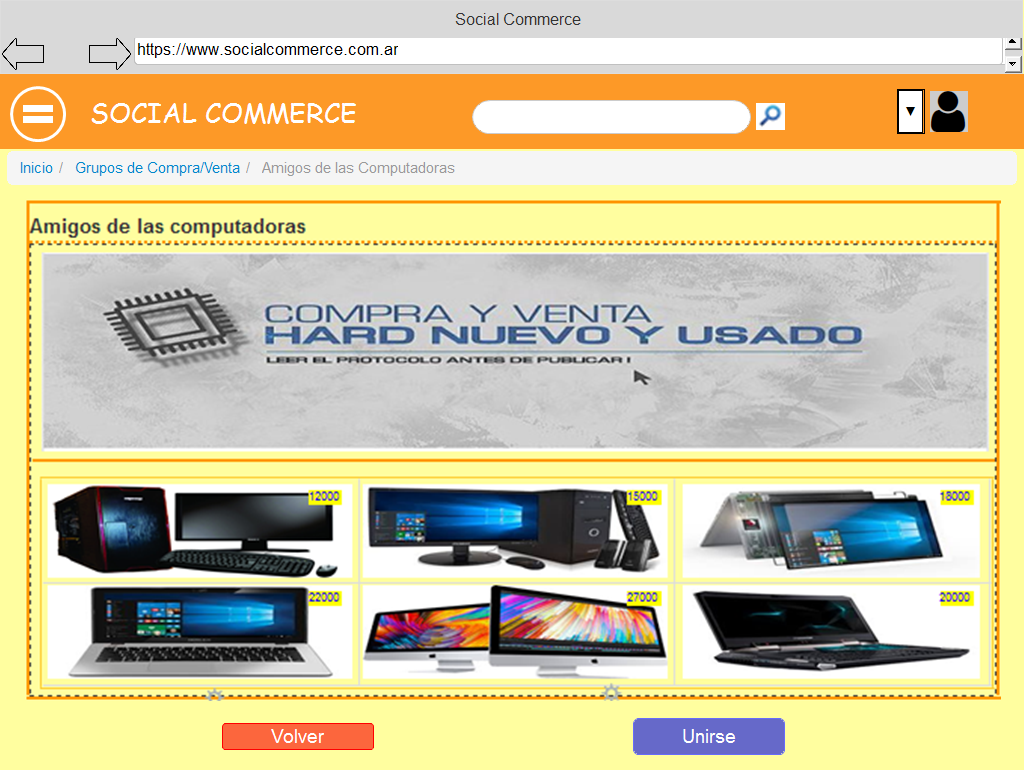 Social Commerce
https://www.socialcommerce.com.ar
SOCIAL COMMERCE
Inicio / Grupos de Compra/Venta / Amigos de las Computadoras
Amigos de las computadoras
COMPRA Y VENTA
HARD NUEVO Y USADO
LEER EL PROTOCOLO ANTES DE PUBLICAR!
12000 15000 18000
22000 27000 20000
Volver Unirse